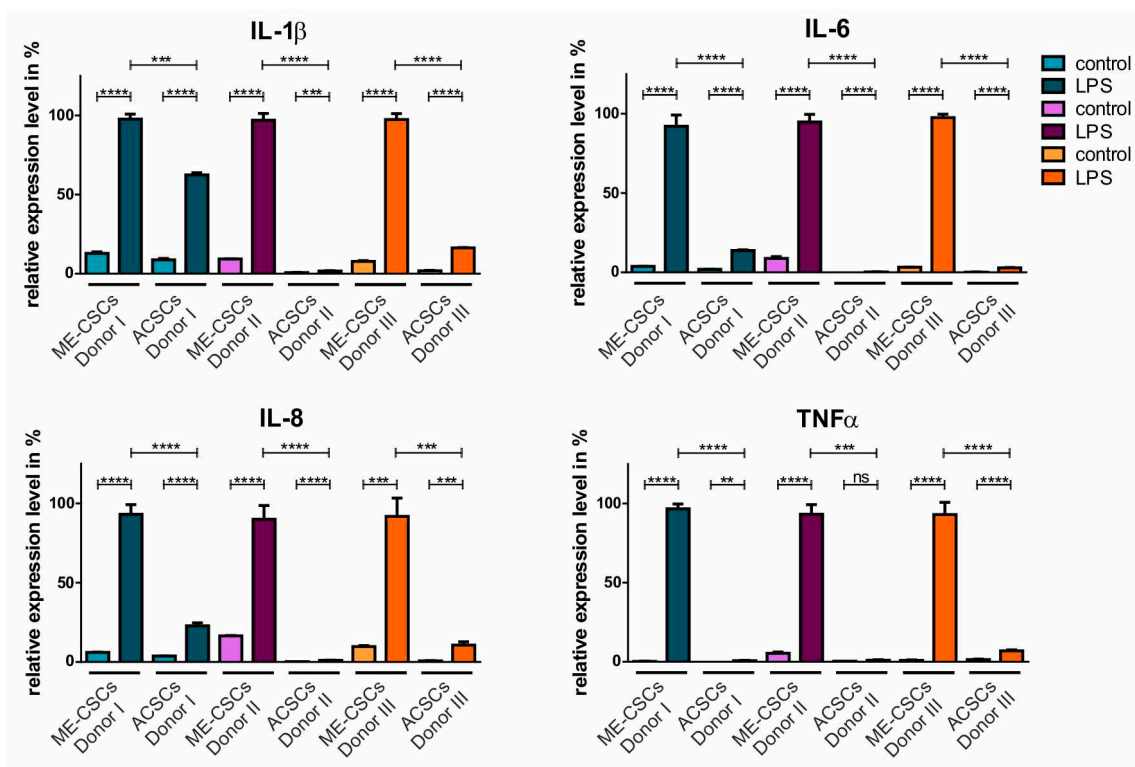 IL-1β
relative expression level in %
*** **** ****
**** **** **** *** **** ****
100
50
0
ME-CSCs Donor I
ACSCs Donor I
ME-CSCs Donor II
ACSCs Donor II
ME-CSCs Donor III
ACSCs Donor III
IL-6
relative expression level in %
**** **** ****
**** **** **** **** **** ****
100
50
0
ME-CSCs Donor I
ACSCs Donor I
ME-CSCs Donor II
ACSCs Donor II
ME-CSCs Donor III
ACSCs Donor III
control
LPS
control
LPS
control
LPS
IL-8
relative expression level in %
**** **** ***
**** **** **** **** *** ***
100
50
0
ME-CSCs Donor I
ACSCs Donor I
ME-CSCs Donor II
ACSCs Donor II
ME-CSCs Donor III
ACSCs Donor III
TNFα
relative expression level in %
**** *** ****
**** ** **** ns **** ****
100
50
0
ME-CSCs Donor I
ACSCs Donor I
ME-CSCs Donor II
ACSCs Donor II
ME-CSCs Donor III
ACSCs Donor III